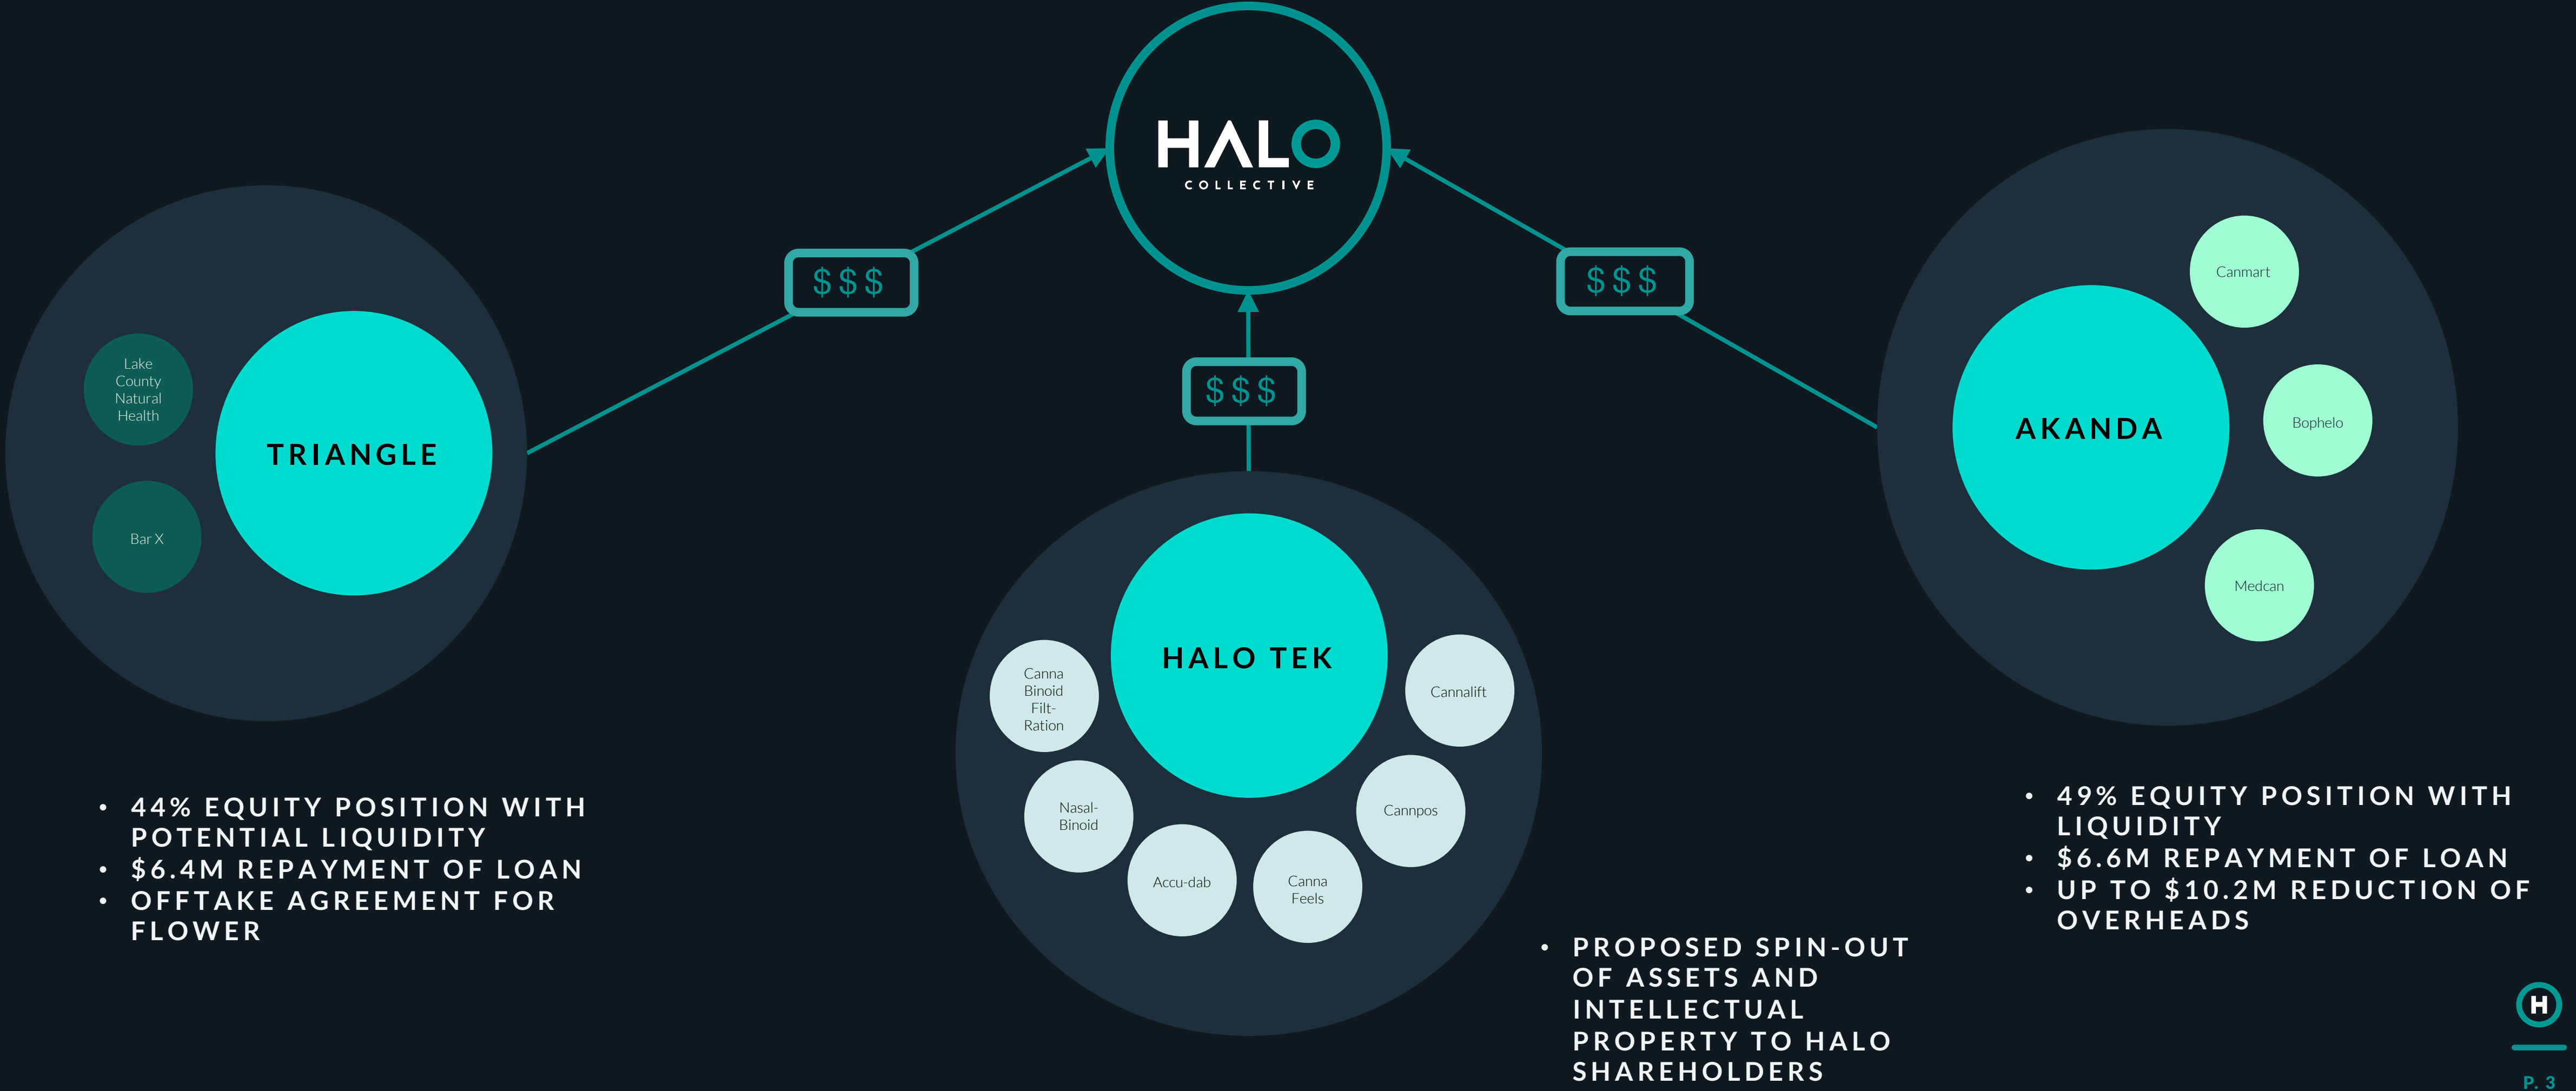 HALO
COLLECTIVE
$$$
$$$
$$$
Lake
County
Natural
Health
Bar X
TRIANGLE
• 44% EQUITY POSITION WITH
POTENTIAL LIQUIDITY
• $6.4M REPAYMENT OF LOAN
• OFFTAKE AGREEMENT FOR
FLOWER
HALO TEK
Canna
Binoid
Filt-
Ration
Nasal-
Binoid
Accu-dab
Canna
Feels
Cannpos
Cannalift
• PROPOSED SPIN-OUT
OF ASSETS AND
INTELLECTUAL
PROPERTY TO HALO
SHAREHOLDERS
AKANDA
Canmart
Bophelo
Medcan
• 49% EQUITY POSITION WITH
LIQUIDITY
• $6.6M REPAYMENT OF LOAN
• UP TO $10.2M REDUCTION OF
OVERHEADS
H
P. 3